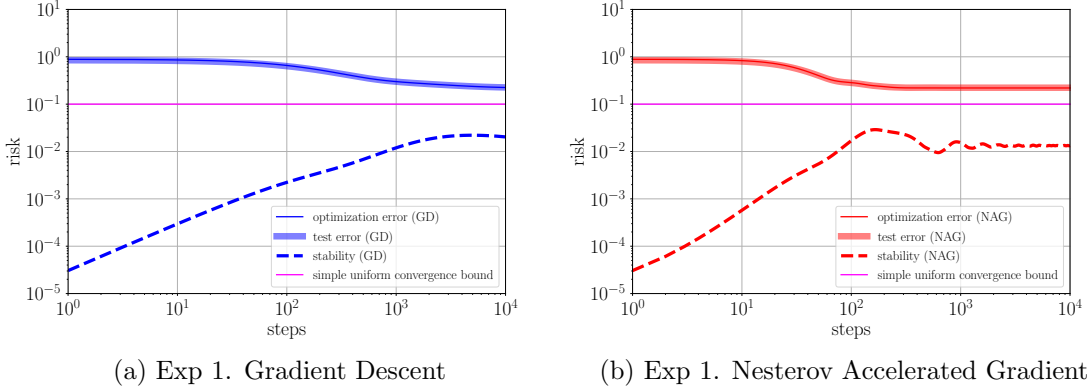 10^1
10^0
10^-1
10^-2
10^-3
10^-4
10^-5
risk
10^0 10^1 10^2 10^3 10^4
steps
optimization error (GD)
test error (GD)
stability (GD)
simple uniform convergence bound
(a) Exp 1. Gradient Descent
10^1
10^0
10^-1
10^-2
10^-3
10^-4
10^-5
risk
10^0 10^1 10^2 10^3 10^4
steps
optimization error (NAG)
test error (NAG)
stability (NAG)
simple uniform convergence bound
(b) Exp 1. Nesterov Accelerated Gradient